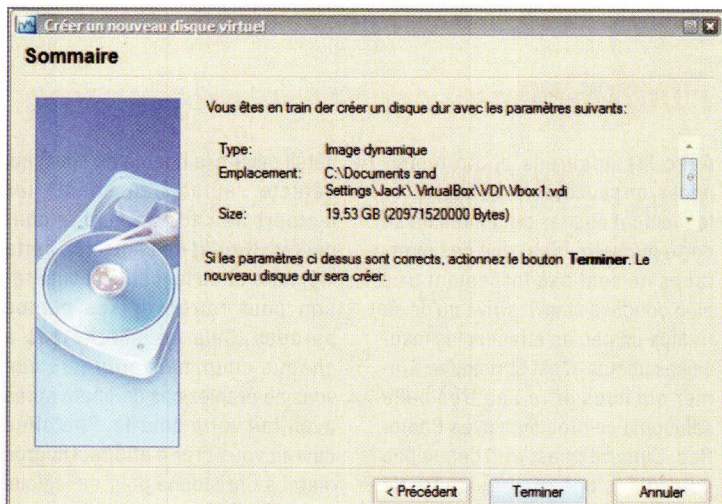 Créer un nouveau disque virtuel
Sommaire
Vous êtes en train der créer un disque dur avec les paramètres suivants:
Type: Image dynamique
Emplacement: C:\Documents and
Settings\Jack\.VirtualBox\VDI\Vbox1.vdi
Size: 19,53 GB (20971520000 Bytes)
Si les paramètres ci dessus sont corrects, actionnez le bouton Terminer. Le
nouveau disque dur sera créer.
< Précédent
Terminer
Annuler